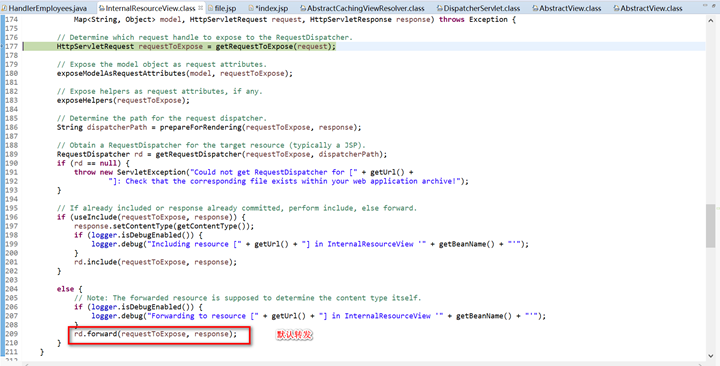 HandlerEmployees.java InternalResourceView.class file.jsp *index.jsp AbstractCachingViewResolver.class DispatcherServlet.class AbstractView.class AbstractView.class
174 Map<String, Object> model, HttpServletRequest request, HttpServletResponse response) throws Exception {
175
176 // Determine which request handle to expose to the RequestDispatcher.
177 HttpServletRequest requestToExpose = getRequestToExpose(request);
178
179 // Expose the model object as request attributes.
180 exposeModelAsRequestAttributes(model, requestToExpose);
181
182 // Expose helpers as request attributes, if any.
183 exposeHelpers(requestToExpose);
184
185 // Determine the path for the request dispatcher.
186 String dispatcherPath = prepareForRendering(requestToExpose, response);
187
188 // Obtain a RequestDispatcher for the target resource (typically a JSP).
189 RequestDispatcher rd = getRequestDispatcher(requestToExpose, dispatcherPath);
190 if (rd == null) {
191 throw new ServletException("Could not get RequestDispatcher for [" + getUrl() +
192 "]: Check that the corresponding file exists within your web application archive!");
193 }
194
195 // If already included or response already committed, perform include, else forward.
196 if (useInclude(requestToExpose, response)) {
197 response.setContentType(getContentType());
198 if (logger.isDebugEnabled()) {
199 logger.debug("Including resource [" + getUrl() + "] in InternalResourceView '" + getBeanName() + "'");
200 }
201 rd.include(requestToExpose, response);
202 }
203
204 else {
205 // Note: The forwarded resource is supposed to determine the content type itself.
206 if (logger.isDebugEnabled()) {
207 logger.debug("Forwarding to resource [" + getUrl() + "] in InternalResourceView '" + getBeanName() + "'");
208 }
209 rd.forward(requestToExpose, response); 默认转发
210 }
211 }
212